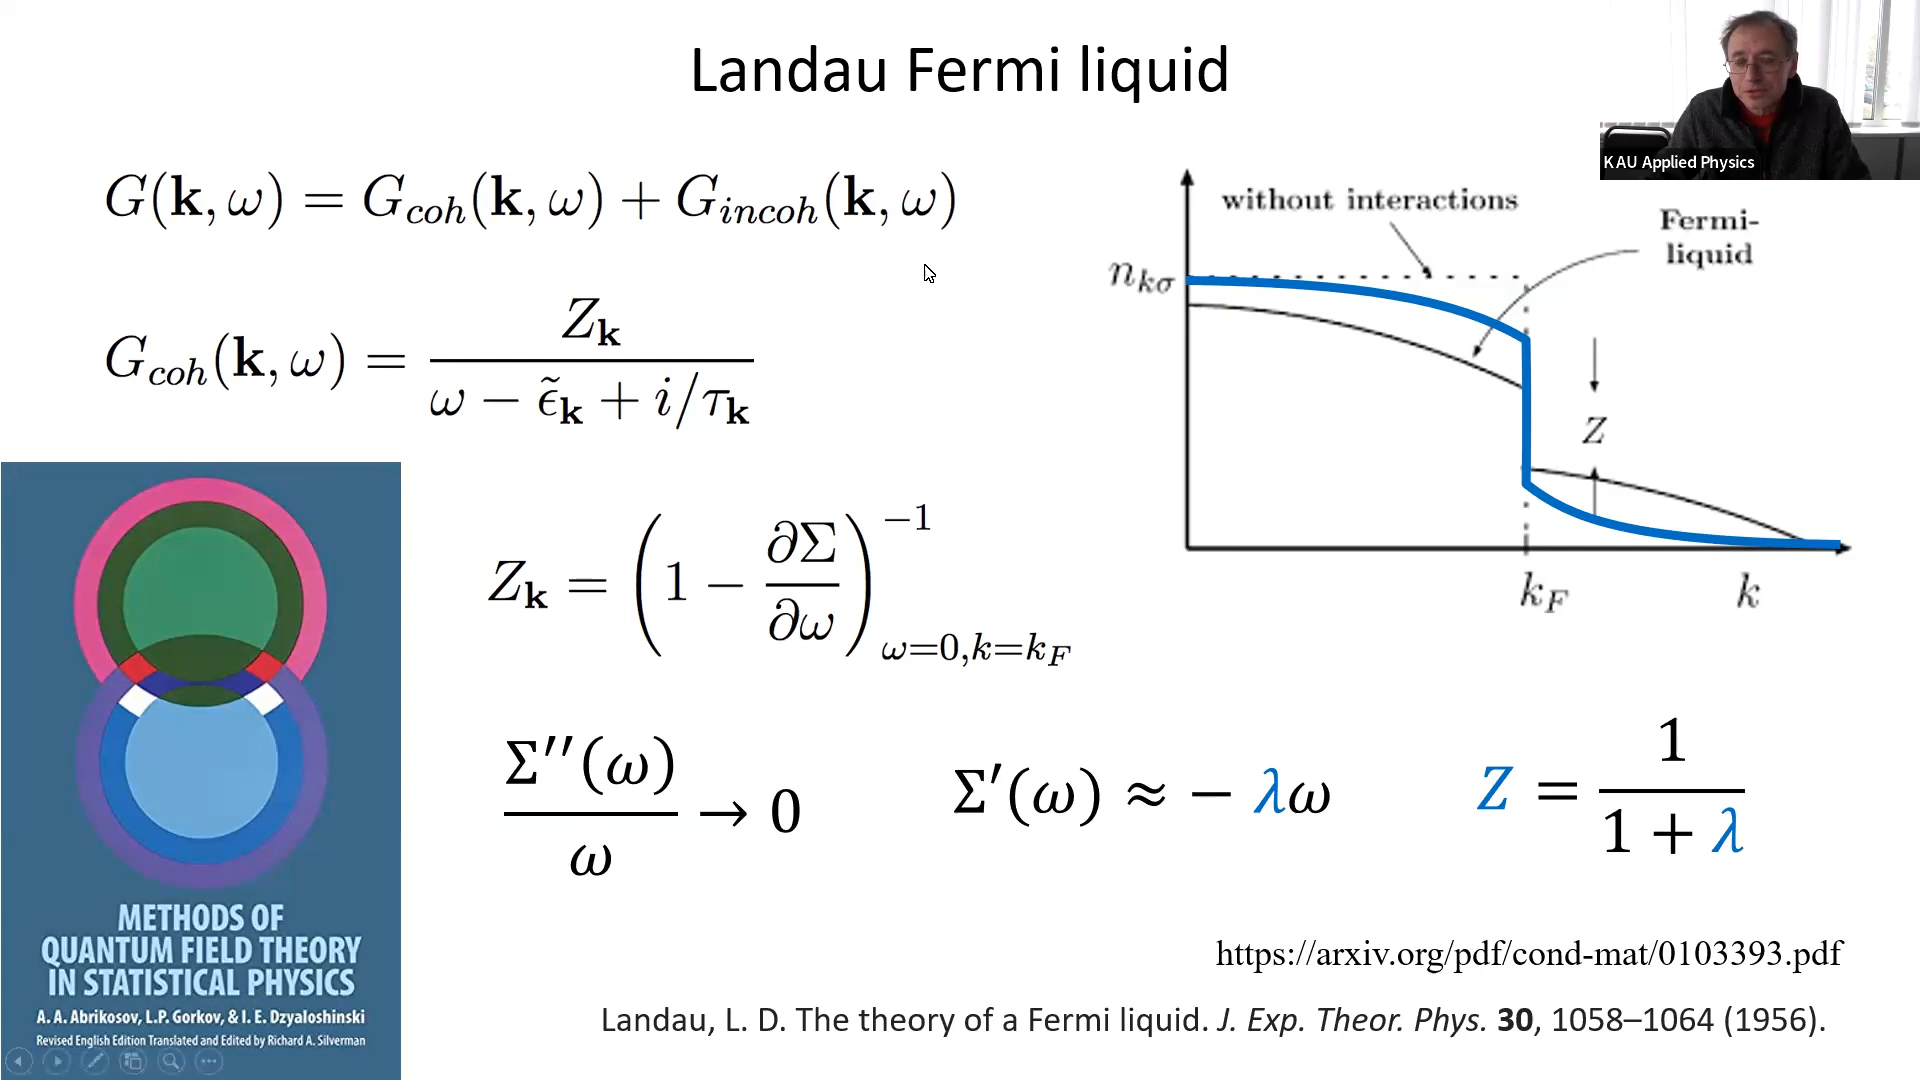 Landau Fermi liquid
KAU Applied Physics
G(𝐤, ω) = G_coh(𝐤, ω) + G_incoh(𝐤, ω)
G_coh(𝐤, ω) = Z_𝐤 / (ω − ϵ̃_𝐤 + i/τ_𝐤)
Z_𝐤 = (1 − ∂Σ/∂ω)^−1 _ω=0,k=k_F
without interactions
Fermi-
liquid
n_kσ
Z
k_F
k
Σ′′(ω)/ω → 0
Σ′(ω) ≈ − λω
Z = 1/(1 + λ)
METHODS OF
QUANTUM FIELD THEORY
IN STATISTICAL PHYSICS
A. A. Abrikosov, L.P. Gorkov, & I. E. Dzyaloshinski
Revised English Edition Translated and Edited by Richard A. Silverman
https://arxiv.org/pdf/cond-mat/0103393.pdf
Landau, L. D. The theory of a Fermi liquid. J. Exp. Theor. Phys. 30, 1058–1064 (1956).